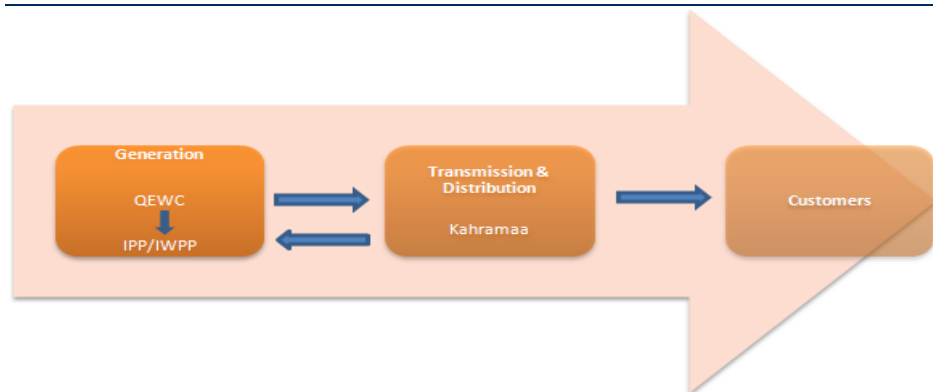 Generation
QEWC
IPP/IWPP
Transmission &
Distribution
Kahramaa
Customers